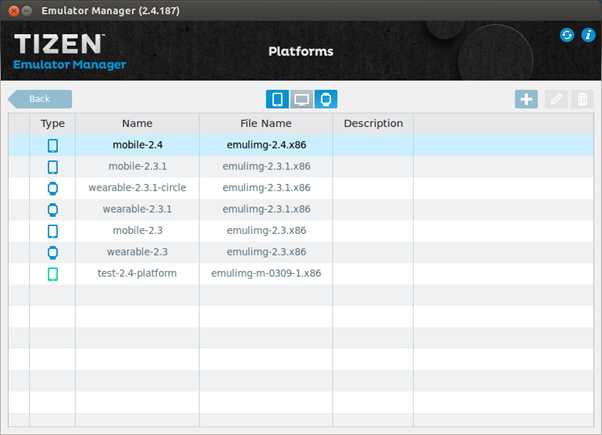 Emulator Manager (2.4.187)
TIZEN™
Emulator Manager
Platforms
Back
Type Name File Name Description
mobile-2.4 emulimg-2.4.x86
mobile-2.3.1 emulimg-2.3.1.x86
wearable-2.3.1-circle emulimg-2.3.1.x86
wearable-2.3.1 emulimg-2.3.1.x86
mobile-2.3 emulimg-2.3.x86
wearable-2.3 emulimg-2.3.x86
test-2.4-platform emulimg-m-0309-1.x86